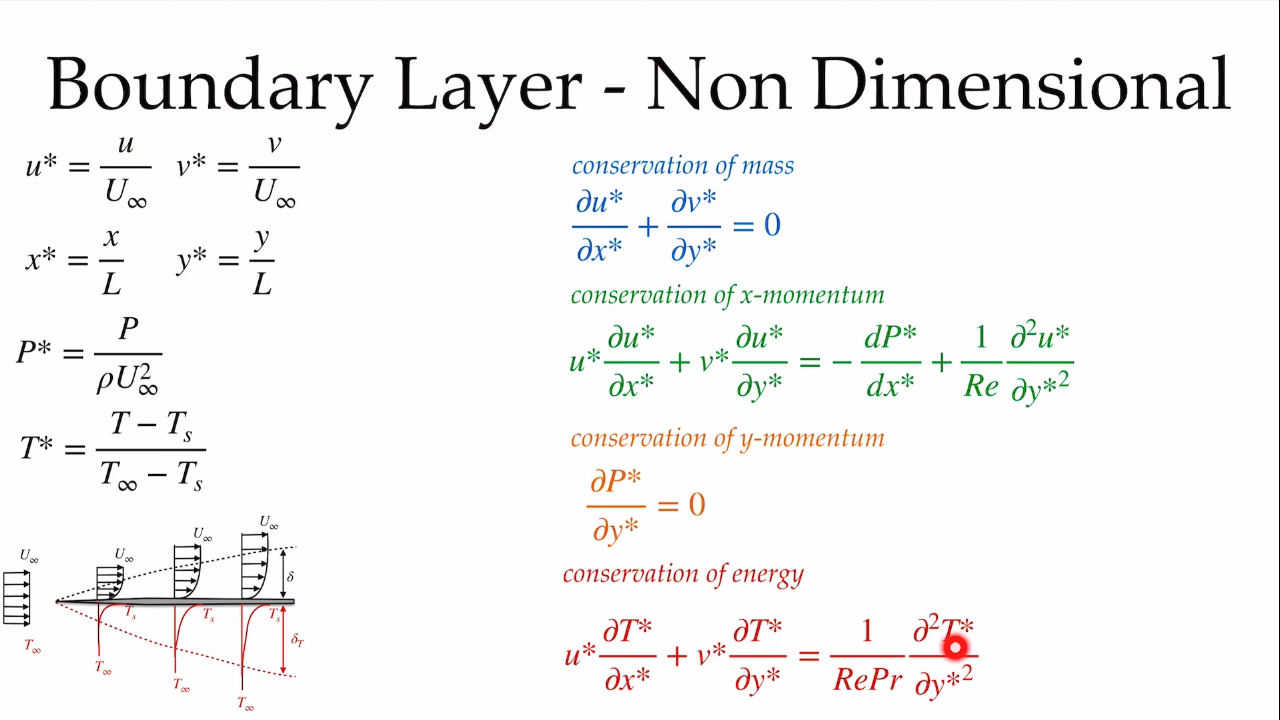 Boundary Layer - Non Dimensional
u* = u/U∞ v* = v/U∞
x* = x/L y* = y/L
P* = P/ρU∞²
T* = (T − Tₛ)/(T∞ − Tₛ)
conservation of mass
∂u*/∂x* + ∂v*/∂y* = 0
conservation of x-momentum
u* ∂u*/∂x* + v* ∂u*/∂y* = − dP*/dx* + 1/Re ∂²u*/∂y*²
conservation of y-momentum
∂P*/∂y* = 0
conservation of energy
u* ∂T*/∂x* + v* ∂T*/∂y* = 1/RePr ∂²T*/∂y*²
U∞ U∞ U∞ U∞
δ
Tₛ Tₛ Tₛ
T∞ T∞ T∞ T∞
δT